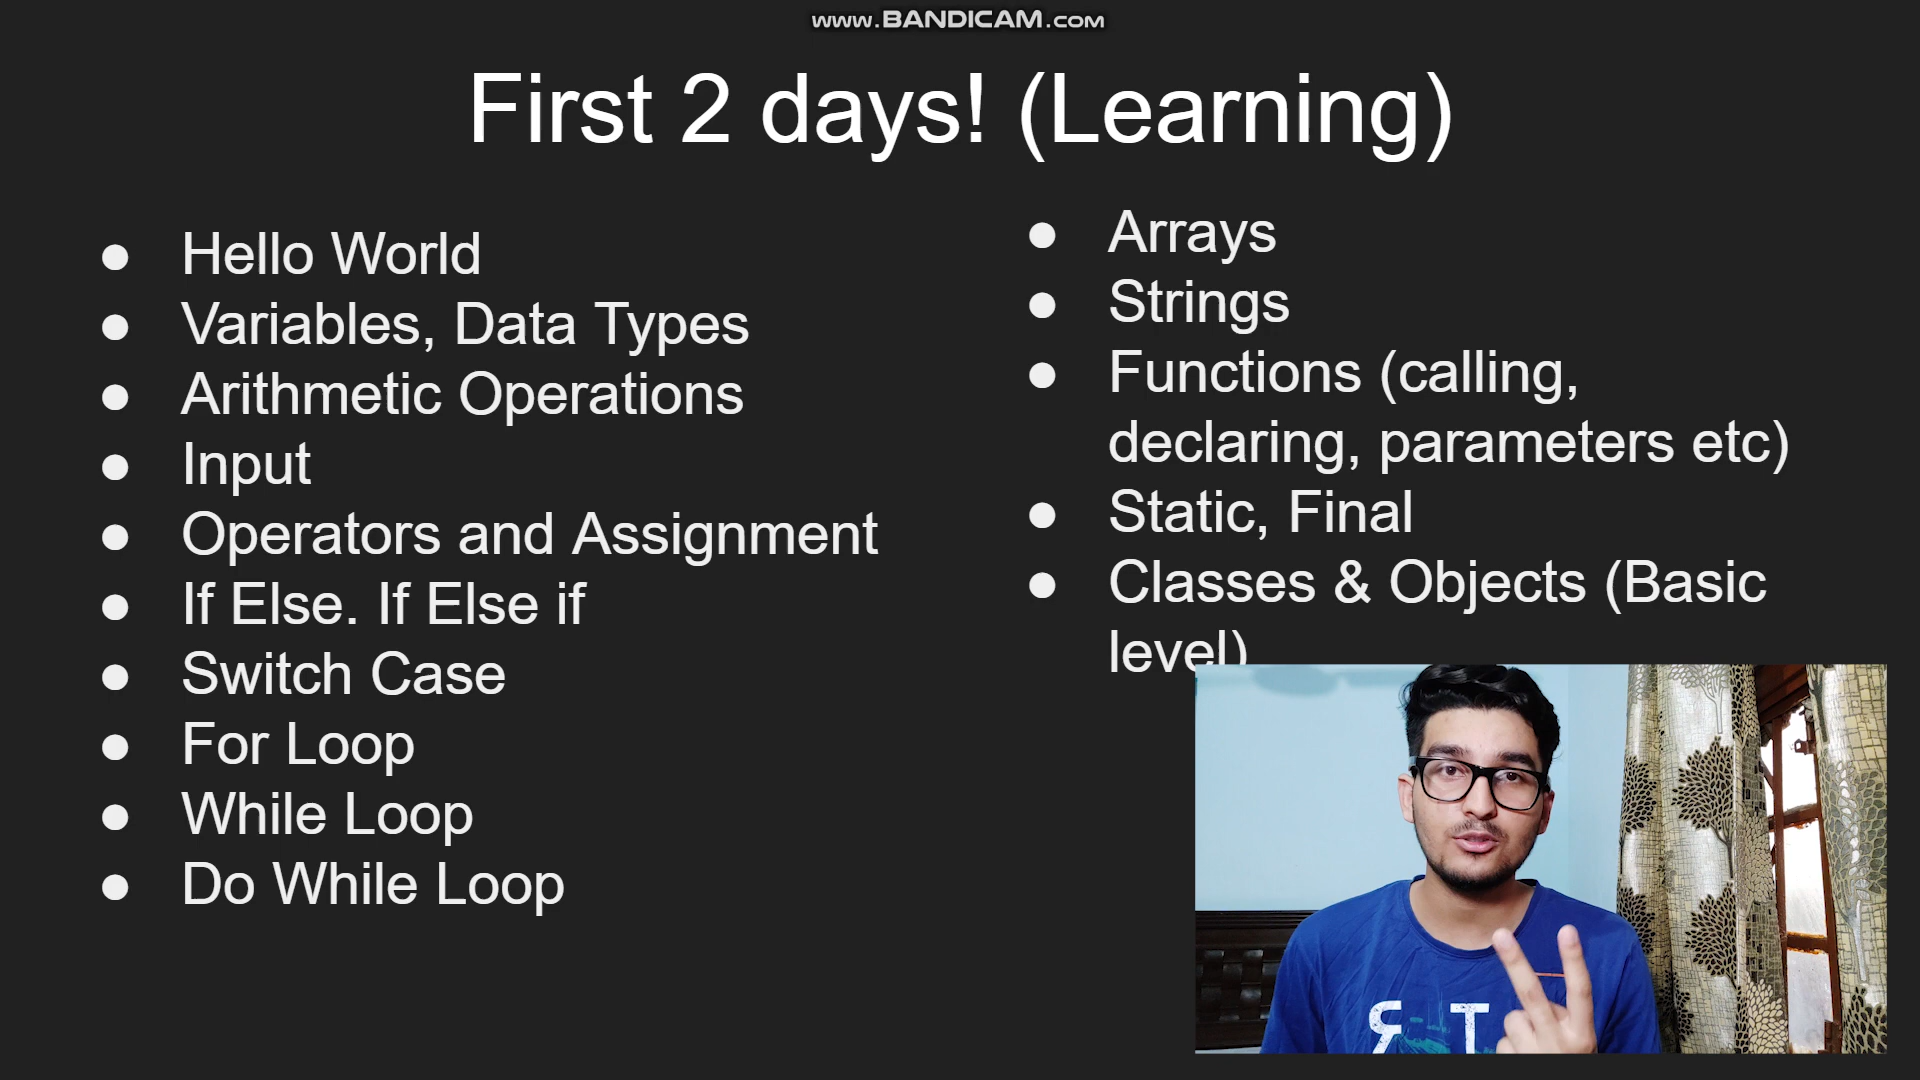 www.BANDICAM.com
First 2 days! (Learning)
● Hello World
● Variables, Data Types
● Arithmetic Operations
● Input
● Operators and Assignment
● If Else. If Else if
● Switch Case
● For Loop
● While Loop
● Do While Loop
● Arrays
● Strings
● Functions (calling,
declaring, parameters etc)
● Static, Final
● Classes & Objects (Basic
level)